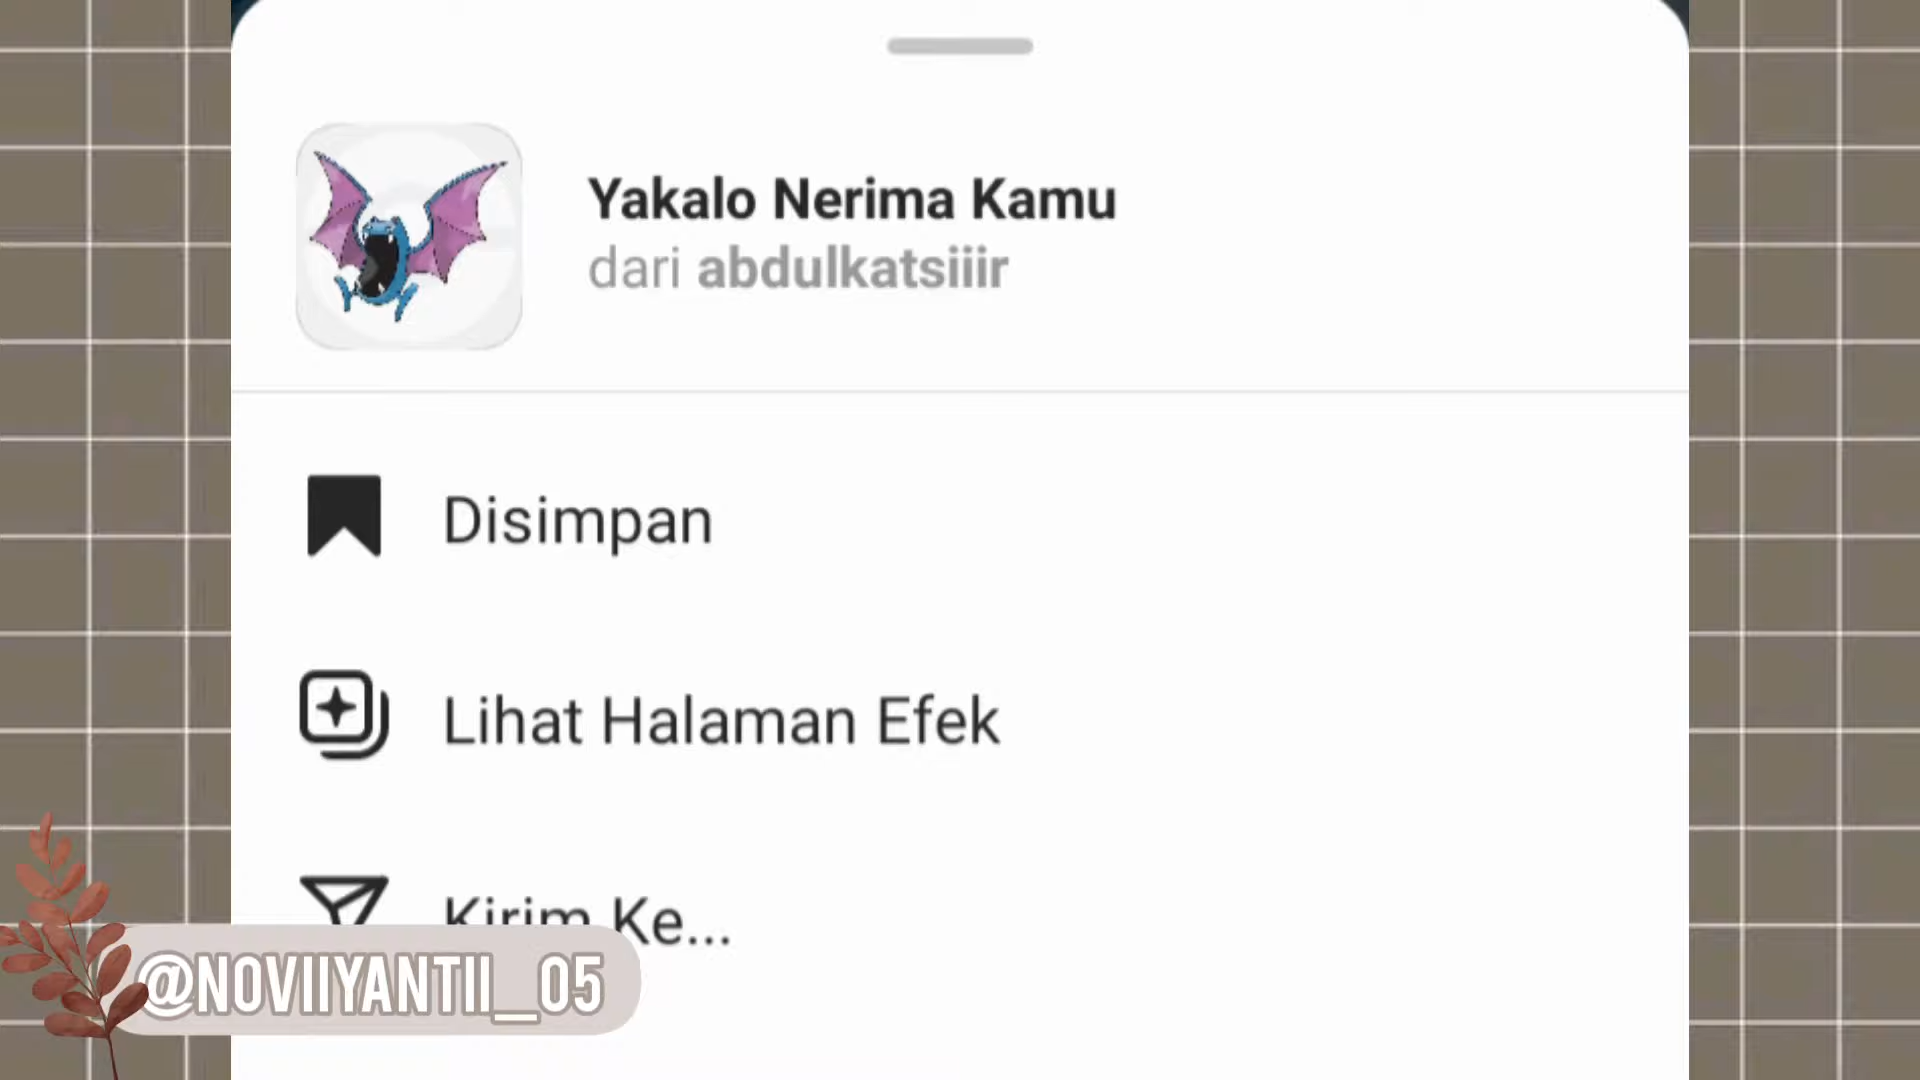 Yakalo Nerima Kamu
dari abdulkatsiiir
Disimpan
Lihat Halaman Efek
Kirim Ke...
@NOVIIYANTII_05